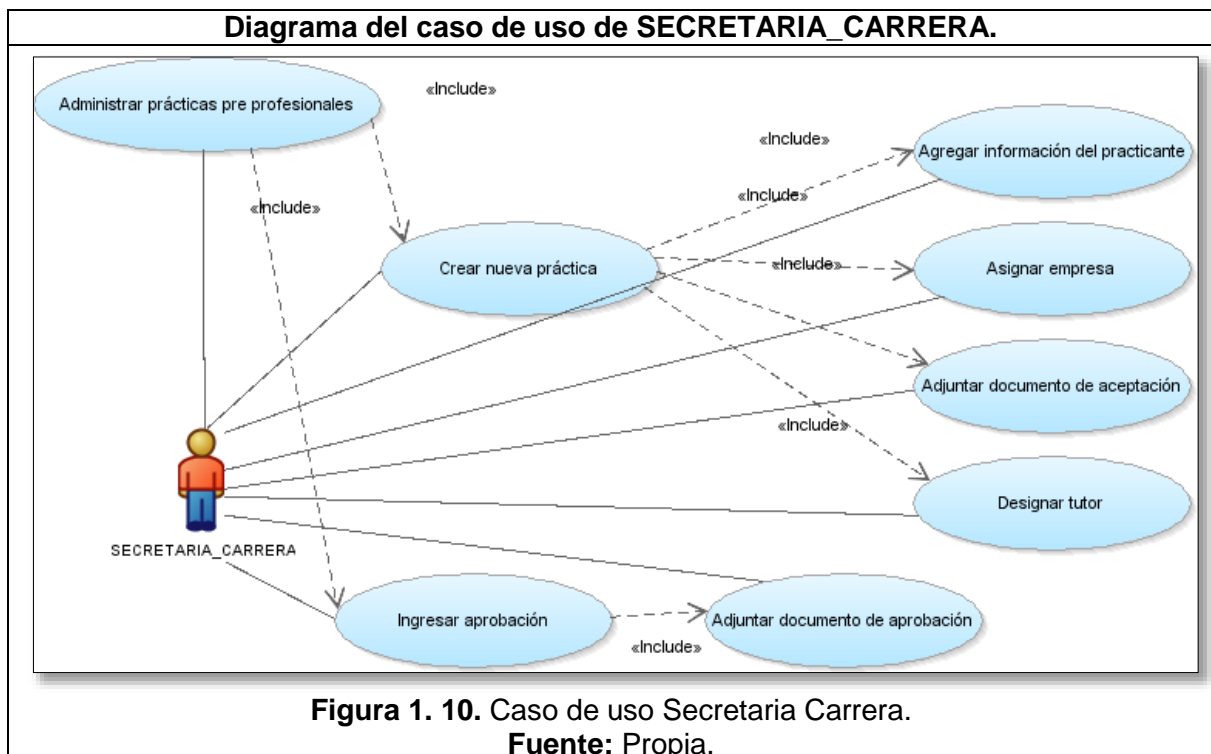 Diagrama del caso de uso de SECRETARIA_CARRERA.
Administrar prácticas pre profesionales
«Include»
«Include»
Agregar información del practicante
«Include»
«Include»
Crear nueva práctica
«Include»
Asignar empresa
Adjuntar documento de aceptación
«Include»
Designar tutor
SECRETARIA_CARRERA
Ingresar aprobación
Adjuntar documento de aprobación
«Include»
Figura 1. 10. Caso de uso Secretaria Carrera.
Fuente: Propia.